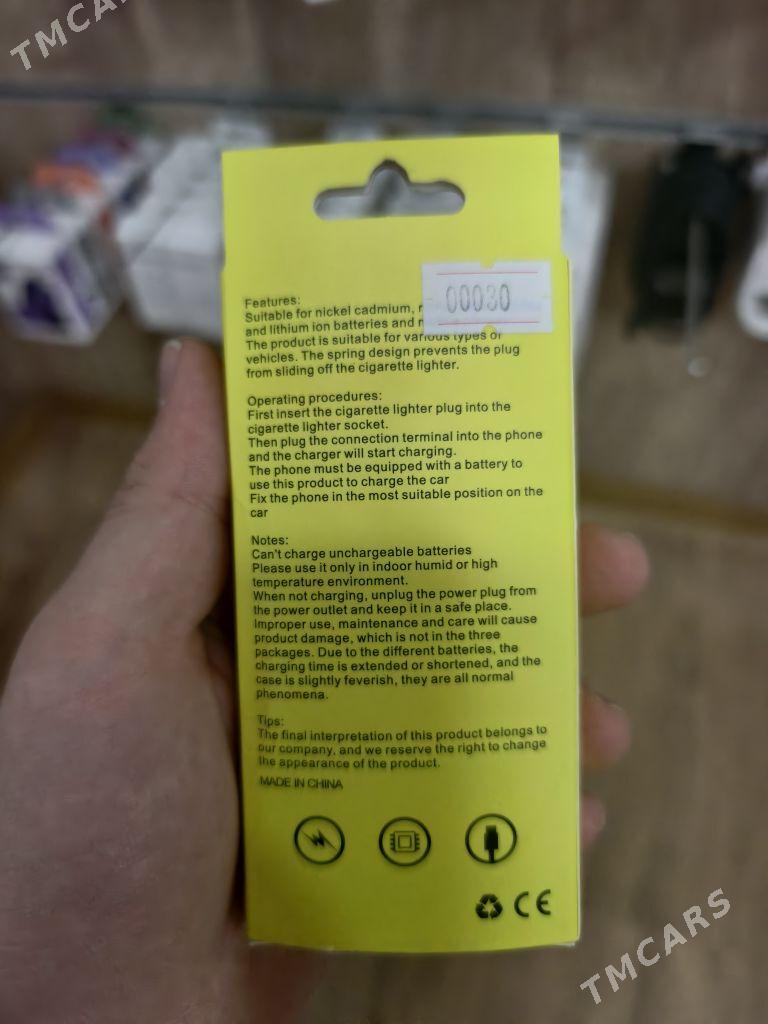 TMCARS
00030
Features:
Suitable for nickel cadmium,
and lithium ion batteries and
The product is suitable for various types of
vehicles. The spring design prevents the plug
from sliding off the cigarette lighter.
Operating procedures:
First insert the cigarette lighter plug into the
cigarette lighter socket.
Then plug the connection terminal into the phone
and the charger will start charging.
The phone must be equipped with a battery to
use this product to charge the car
Fix the phone in the most suitable position on the
car
Notes:
Can't charge unchargeable batteries
Please use it only in indoor humid or high
temperature environment.
When not charging, unplug the power plug from
the power outlet and keep it in a safe place.
Improper use, maintenance and care will cause
product damage, which is not in the three
packages. Due to the different batteries, the
charging time is extended or shortened, and the
case is slightly feverish, they are all normal
phenomena.
Tips:
The final interpretation of this product belongs to
our company, and we reserve the right to change
the appearance of the product.
MADE IN CHINA
CE
TMCARS